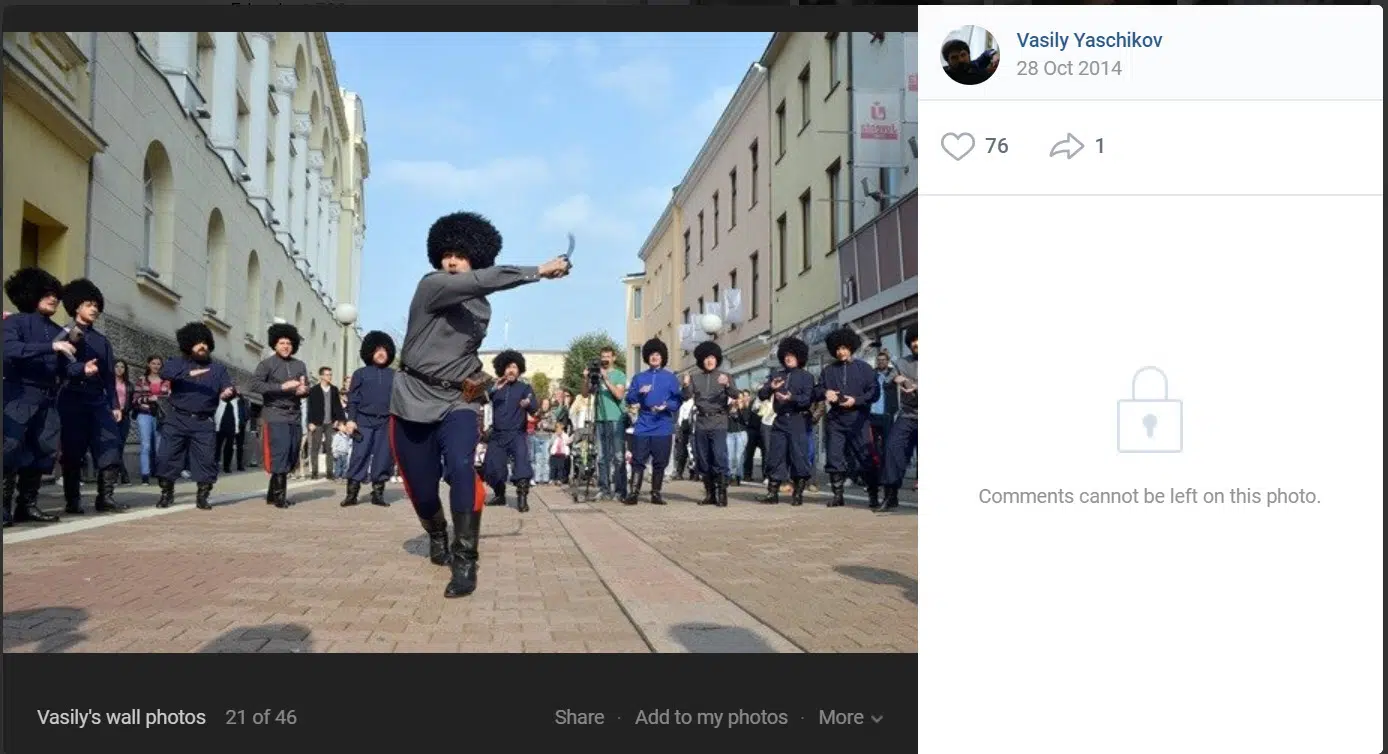 Vasily Yaschikov
28 Oct 2014
76
1
Comments cannot be left on this photo.
Vasily's wall photos 21 of 46
Share · Add to my photos · More